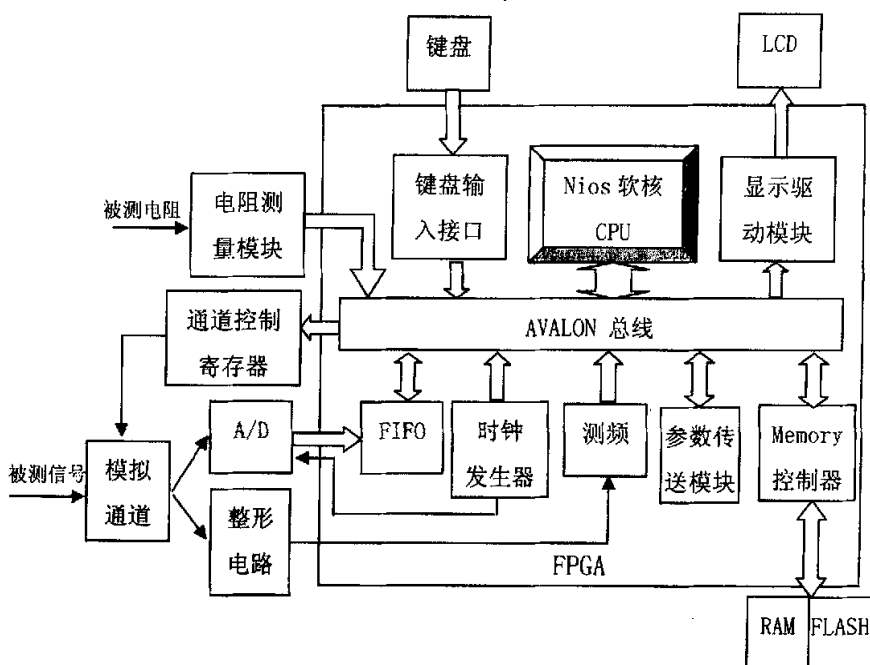 键盘
LCD
键盘输
入接口
Nios 软核
CPU
显示驱
动模块
被测电阻
电阻测
量模块
AVALON 总线
通道控制
寄存器
A/D
FIFO
时钟
发生器
测频
参数传
送模块
Memory
控制器
被测信号
模拟
通道
整形
电路
FPGA
RAM
FLASH